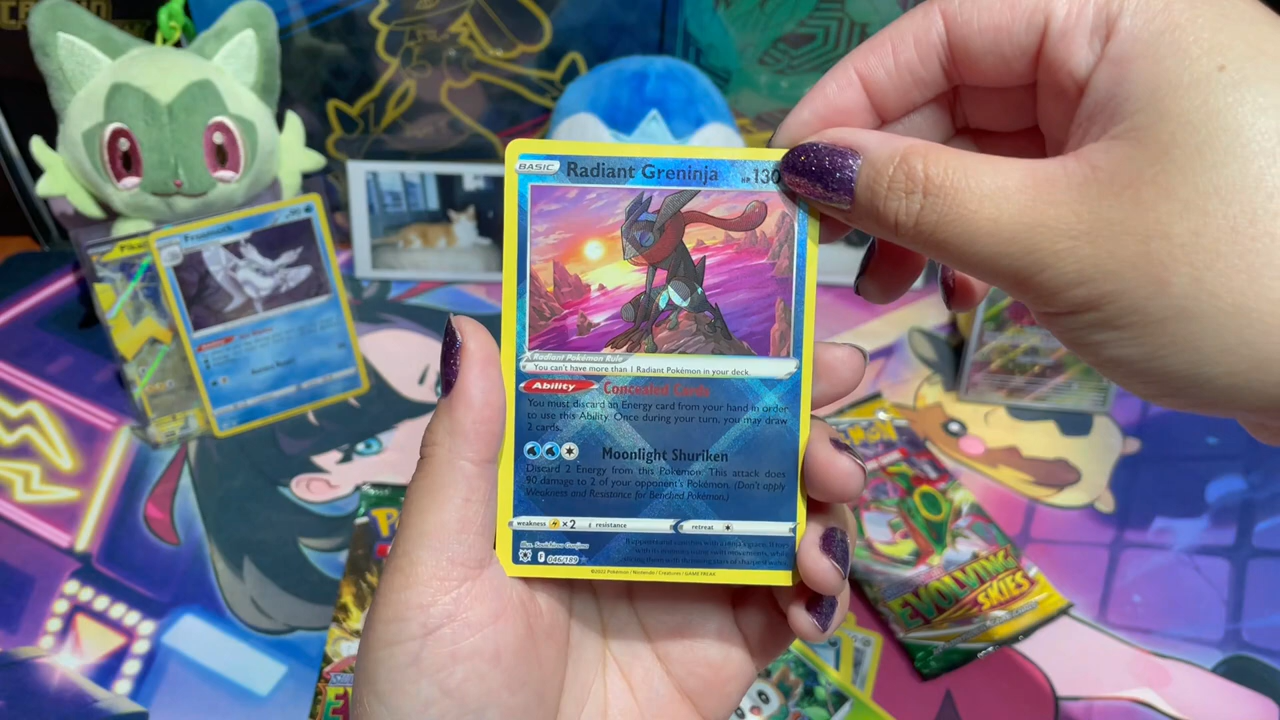 BASIC Radiant Greninja HP 130
Radiant Pokémon Rule
You can't have more than 1 Radiant Pokémon in your deck.
Ability Concealed Cards
You must discard an Energy card from your hand in order
to use this Ability. Once during your turn, you may draw
2 cards.
Moonlight Shuriken
Discard 2 Energy from this Pokémon. This attack does
90 damage to 2 of your opponent's Pokémon. (Don't apply
Weakness and Resistance for Benched Pokémon.)
weakness ×2 resistance retreat
Illus. Souichirou Gunjima
F 046/189
©2022 Pokémon / Nintendo / Creatures / GAME FREAK
EVOLVING
SKIES